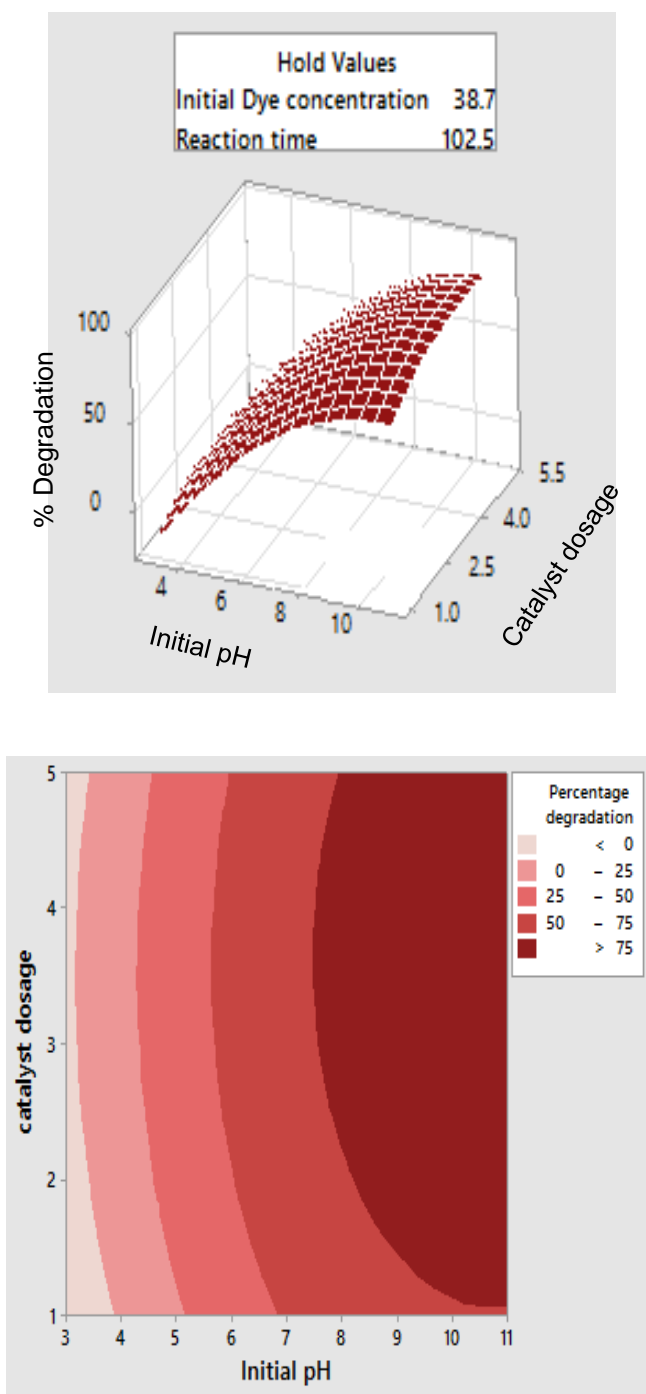 Hold Values
Initial Dye concentration 38.7
Reaction time 102.5
100
50
0
% Degradation
4
6
8
10
Initial pH
1.0
2.5
4.0
5.5
Catalyst dosage
5
4
3
2
1
catalyst dosage
3 4 5 6 7 8 9 10 11
Initial pH
Percentage
degradation
< 0
0 – 25
25 – 50
50 – 75
> 75